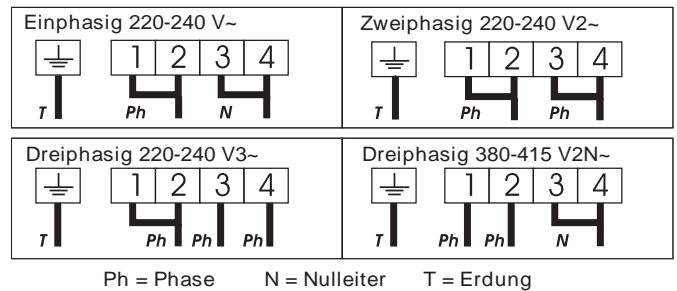 Einphasig 220-240 V~
1 2 3 4
T Ph N
Zweiphasig 220-240 V2~
1 2 3 4
T Ph Ph
Dreiphasig 220-240 V3~
1 2 3 4
T Ph Ph Ph
Dreiphasig 380-415 V2N~
1 2 3 4
T Ph Ph N
Ph = Phase N = Nulleiter T = Erdung